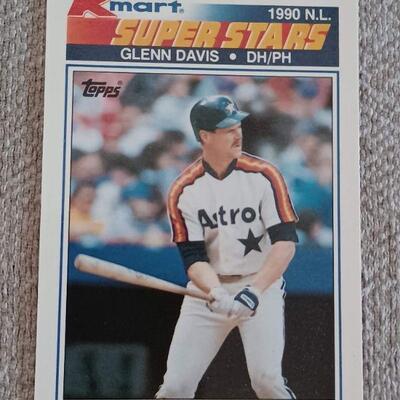 Kmart
1990 N.L.
SUPER STARS
GLENN DAVIS • DH/PH
Topps
Astros